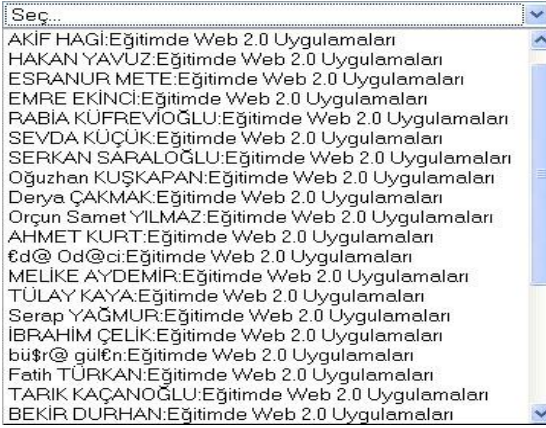 Seç...
AKİF HAGİ:Eğitimde Web 2.0 Uygulamaları
HAKAN YAVUZ:Eğitimde Web 2.0 Uygulamaları
ESRANUR METE:Eğitimde Web 2.0 Uygulamaları
EMRE EKİNCİ:Eğitimde Web 2.0 Uygulamaları
RABİA KÜFREVİOĞLU:Eğitimde Web 2.0 Uygulamaları
SEVDA KÜÇÜK:Eğitimde Web 2.0 Uygulamaları
SERKAN SARALOĞLU:Eğitimde Web 2.0 Uygulamaları
Oğuzhan KUŞKAPAN:Eğitimde Web 2.0 Uygulamaları
Derya ÇAKMAK:Eğitimde Web 2.0 Uygulamaları
Orçun Samet YILMAZ:Eğitimde Web 2.0 Uygulamaları
AHMET KURT:Eğitimde Web 2.0 Uygulamaları
€d@ Od@ci:Eğitimde Web 2.0 Uygulamaları
MELİKE AYDEMİR:Eğitimde Web 2.0 Uygulamaları
TÜLAY KAYA:Eğitimde Web 2.0 Uygulamaları
Serap YAĞMUR:Eğitimde Web 2.0 Uygulamaları
İBRAHİM ÇELİK:Eğitimde Web 2.0 Uygulamaları
bü$r@ gül€n:Eğitimde Web 2.0 Uygulamaları
Fatih TÜRKAN:Eğitimde Web 2.0 Uygulamaları
TARIK KAÇANOĞLU:Eğitimde Web 2.0 Uygulamaları
BEKİR DURHAN:Eğitimde Web 2.0 Uygulamaları